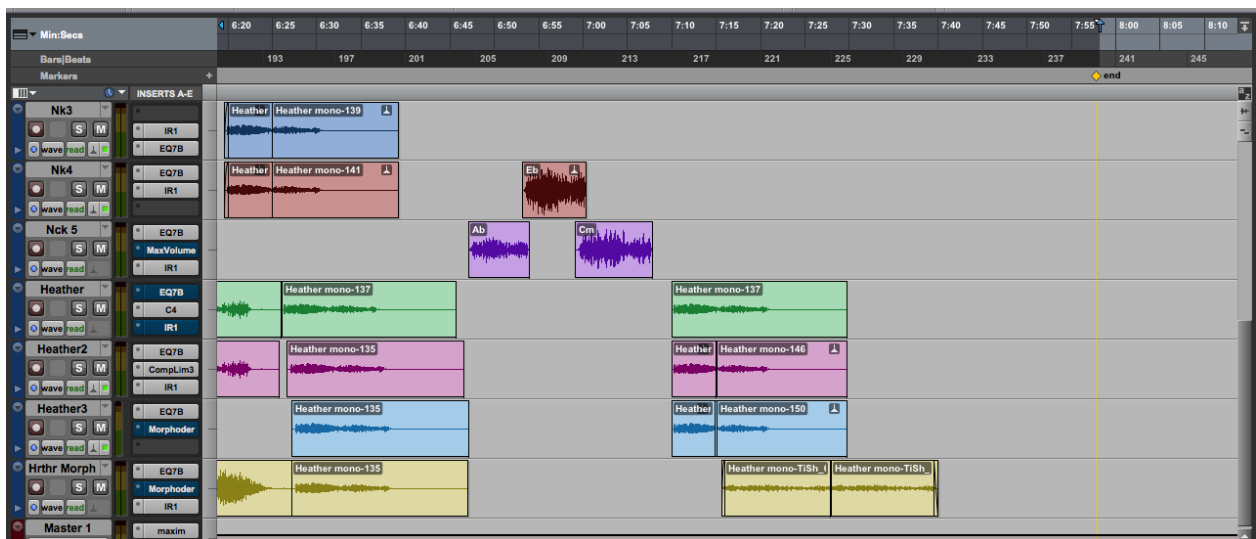 Min:Secs 6:20 6:25 6:30 6:35 6:40 6:45 6:50 6:55 7:00 7:05 7:10 7:15 7:20 7:25 7:30 7:35 7:40 7:45 7:50 7:55 8:00 8:05 8:10
Bars|Beats 193 197 201 205 209 213 217 221 225 229 233 237 241 245
Markers + end
INSERTS A-E a z
Nk3 Heather Heather mono-139
S M IR1
wave read EQ7B
Nk4 EQ7B Heather Heather mono-141 Eb
S M IR1
wave read
Nck 5 EQ7B Ab Cm
S M MaxVolume
wave read IR1
Heather EQ7B Heather mono-137 Heather mono-137
S M C4
wave read IR1
Heather2 EQ7B Heather mono-135 Heather Heather mono-146
S M CompLim3
wave read IR1
Heather3 EQ7B Heather mono-135 Heather Heather mono-150
S M Morphoder
wave read
Hrthr Morph EQ7B Heather mono-135 Heather mono-TiSh_ Heather mono-TiSh_
S M Morphoder
wave read IR1
Master 1 maxim